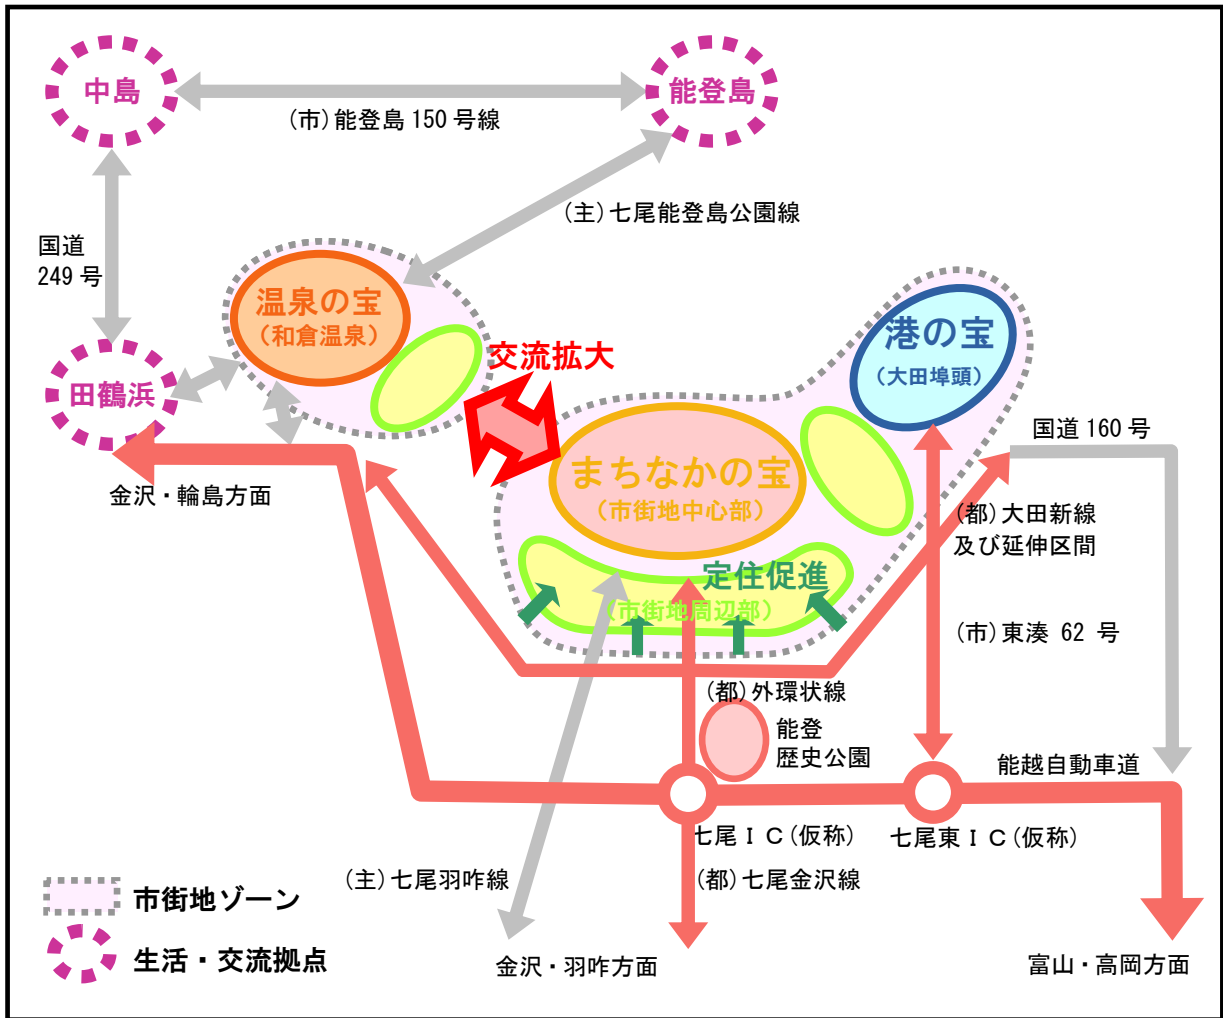 中島
能登島
(市)能登島 150 号線
(主)七尾能登島公園線
国道
249 号
温泉の宝
(和倉温泉)
港の宝
(大田埠頭)
交流拡大
田鶴浜
国道 160 号
まちなかの宝
(市街地中心部)
金沢・輪島方面
(都)大田新線
及び延伸区間
定住促進
(市街地周辺部)
(市)東湊 62 号
(都)外環状線
能登
歴史公園
能越自動車道
七尾IC(仮称)
七尾東IC(仮称)
(主)七尾羽咋線
(都)七尾金沢線
市街地ゾーン
生活・交流拠点
金沢・羽咋方面
富山・高岡方面